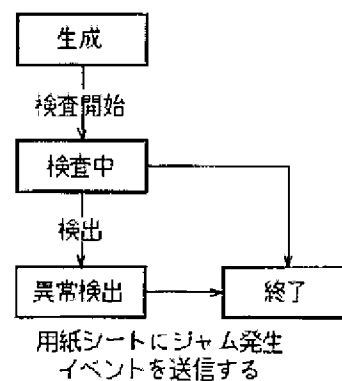 生成
検査開始
検査中
検出
異常検出
終了
用紙シートにジャム発生
イベントを送信する